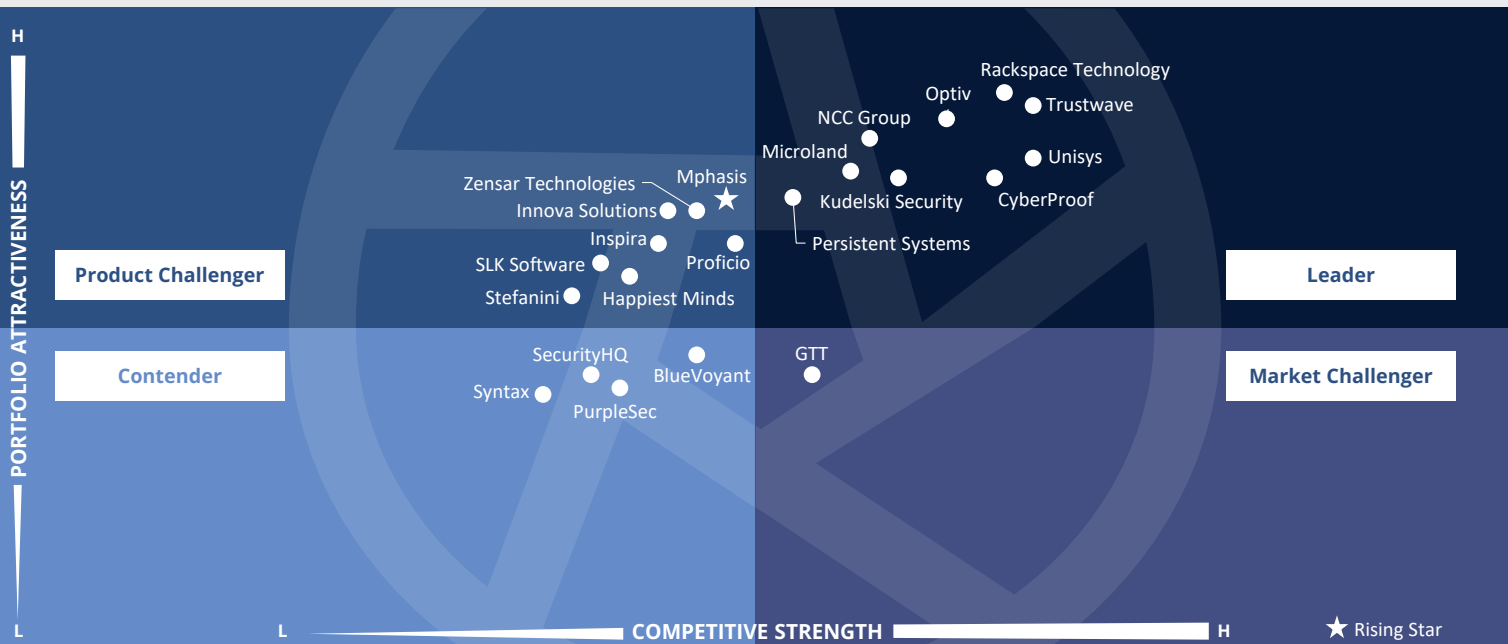 H
Rackspace Technology
Optiv
Trustwave
NCC Group
Microland
Unisys
Mphasis
Zensar Technologies
Kudelski Security
CyberProof
Innova Solutions
Inspira
Persistent Systems
SLK Software
Proficio
Product Challenger
Leader
Stefanini
Happiest Minds
PORTFOLIO ATTRACTIVENESS
SecurityHQ
GTT
Contender
BlueVoyant
Market Challenger
Syntax
PurpleSec
L
L
COMPETITIVE STRENGTH
H
Rising Star